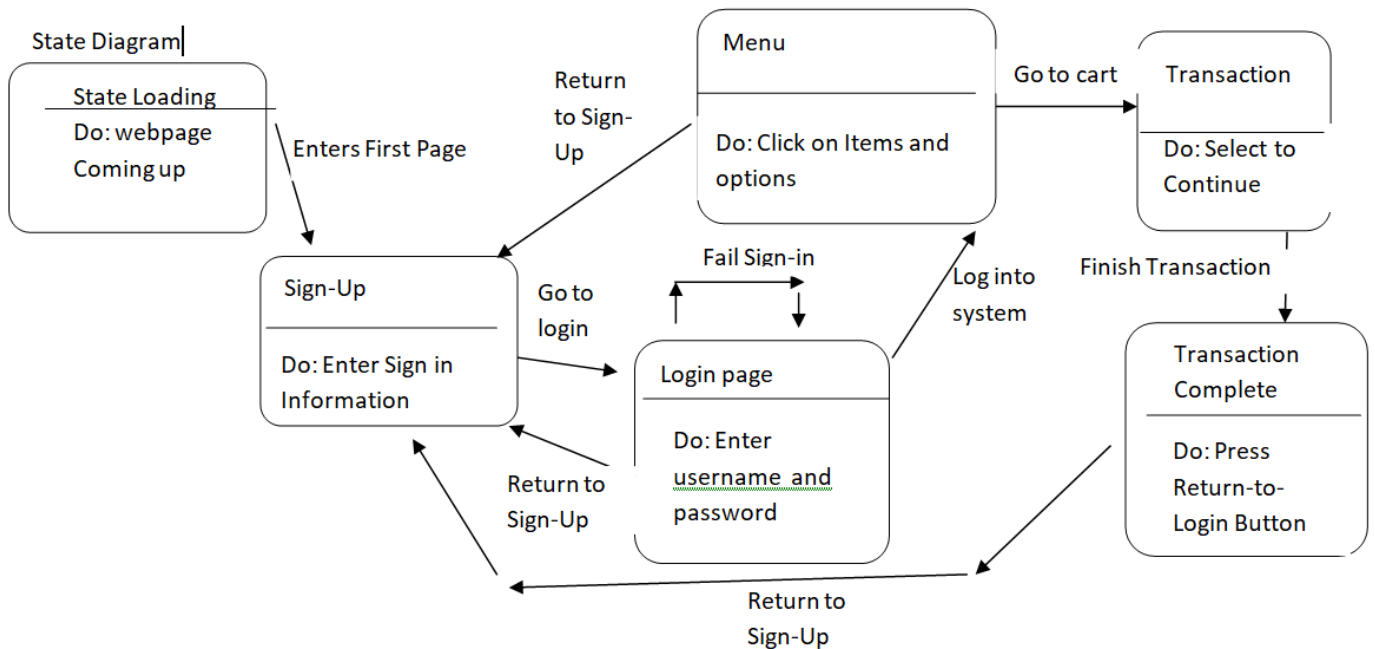 State Diagram
State Loading
Do: webpage
Coming up
Enters First Page
Return
to Sign-
Up
Menu
Do: Click on Items and
options
Go to cart
Transaction
Do: Select to
Continue
Sign-Up
Do: Enter Sign in
Information
Go to
login
Fail Sign-in
Log into
system
Finish Transaction
Login page
Do: Enter
username and
password
Return to
Sign-Up
Transaction
Complete
Do: Press
Return-to-
Login Button
Return to
Sign-Up